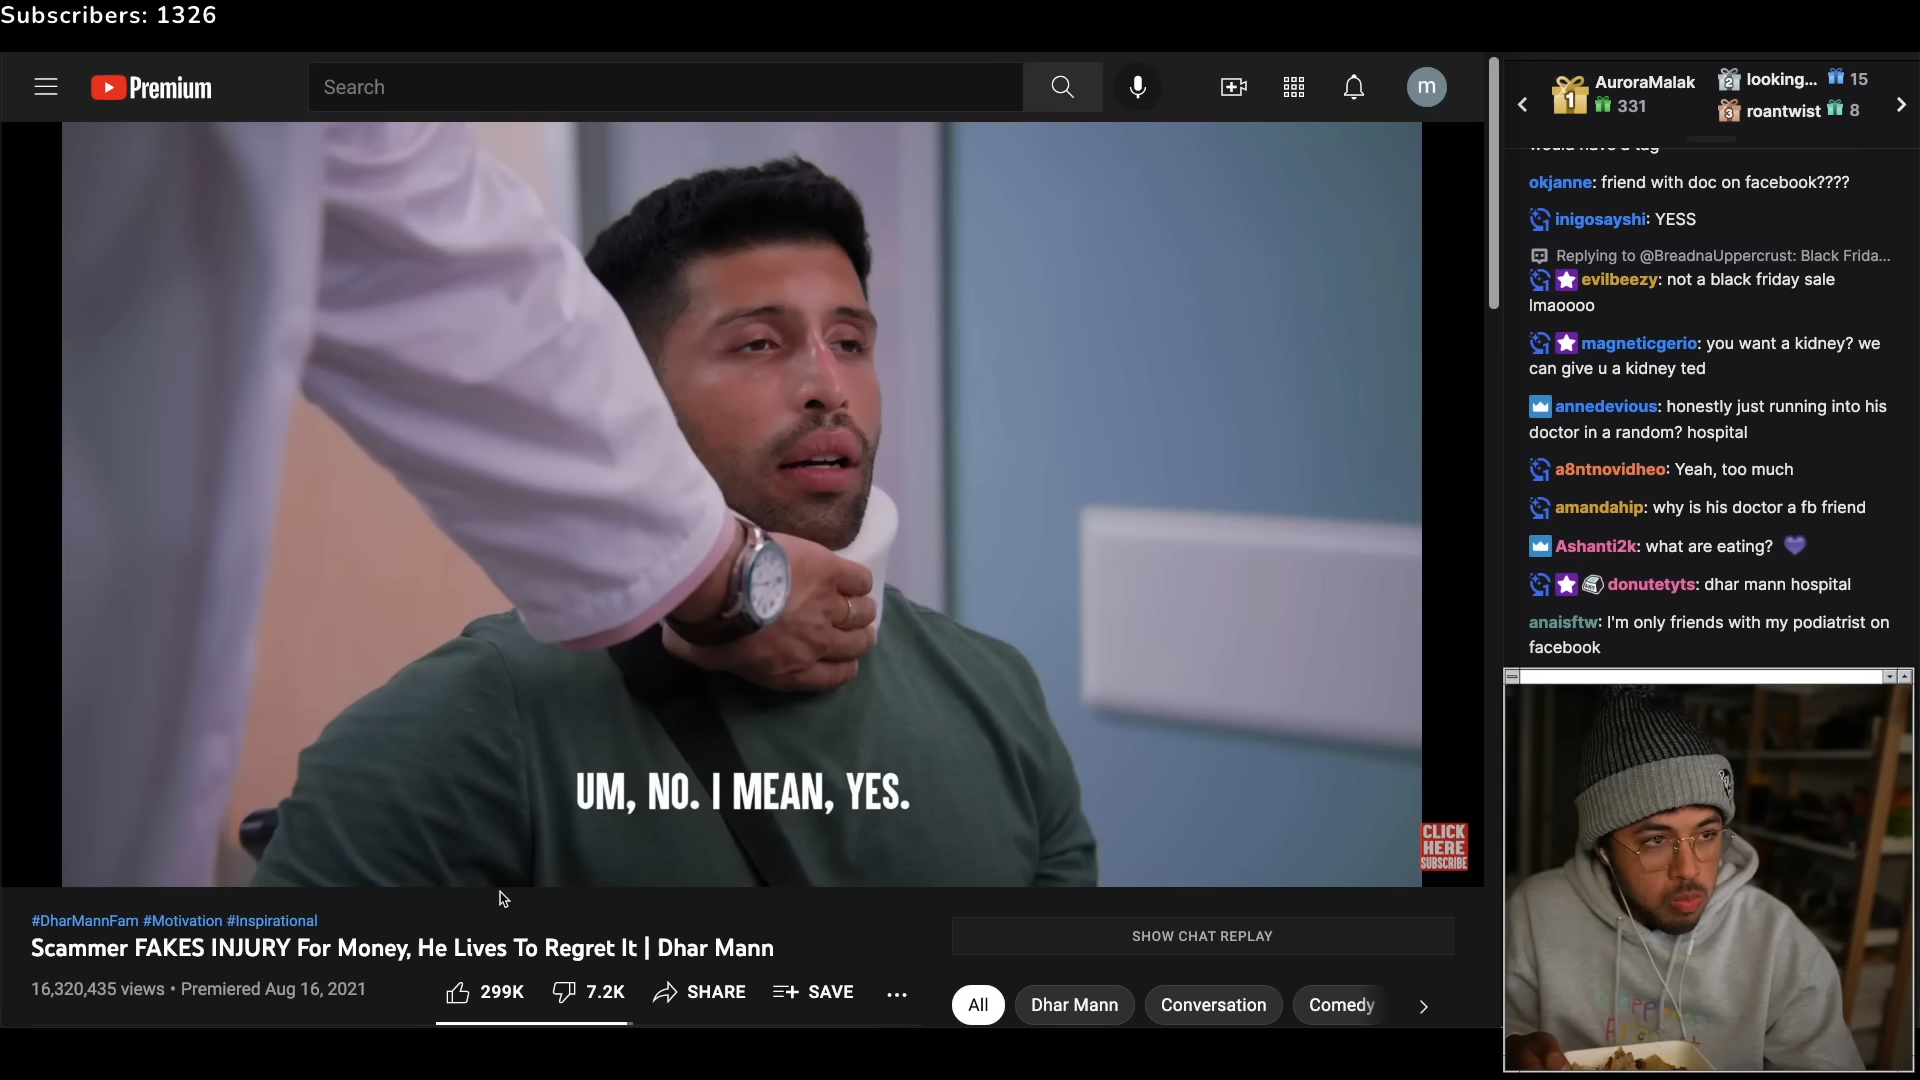 Subscribers: 1326
Premium
Search
m
1
AuroraMalak
331
2
looking...
15
3
roantwist
8
would have a tag
okjanne: friend with doc on facebook????
inigosayshi: YESS
Replying to @BreadnaUppercrust: Black Frida...
evilbeezy: not a black friday sale
lmaoooo
magneticgerio: you want a kidney? we
can give u a kidney ted
annedevious: honestly just running into his
doctor in a random? hospital
a8ntnovidheo: Yeah, too much
amandahip: why is his doctor a fb friend
Ashanti2k: what are eating?
donutetyts: dhar mann hospital
anaisftw: I'm only friends with my podiatrist on
facebook
UM, NO. I MEAN, YES.
CLICK
HERE
SUBSCRIBE
#DharMannFam #Motivation #Inspirational
Scammer FAKES INJURY For Money, He Lives To Regret It | Dhar Mann
16,320,435 views • Premiered Aug 16, 2021
299K
7.2K
SHARE
SAVE
SHOW CHAT REPLAY
All
Dhar Mann
Conversation
Comedy